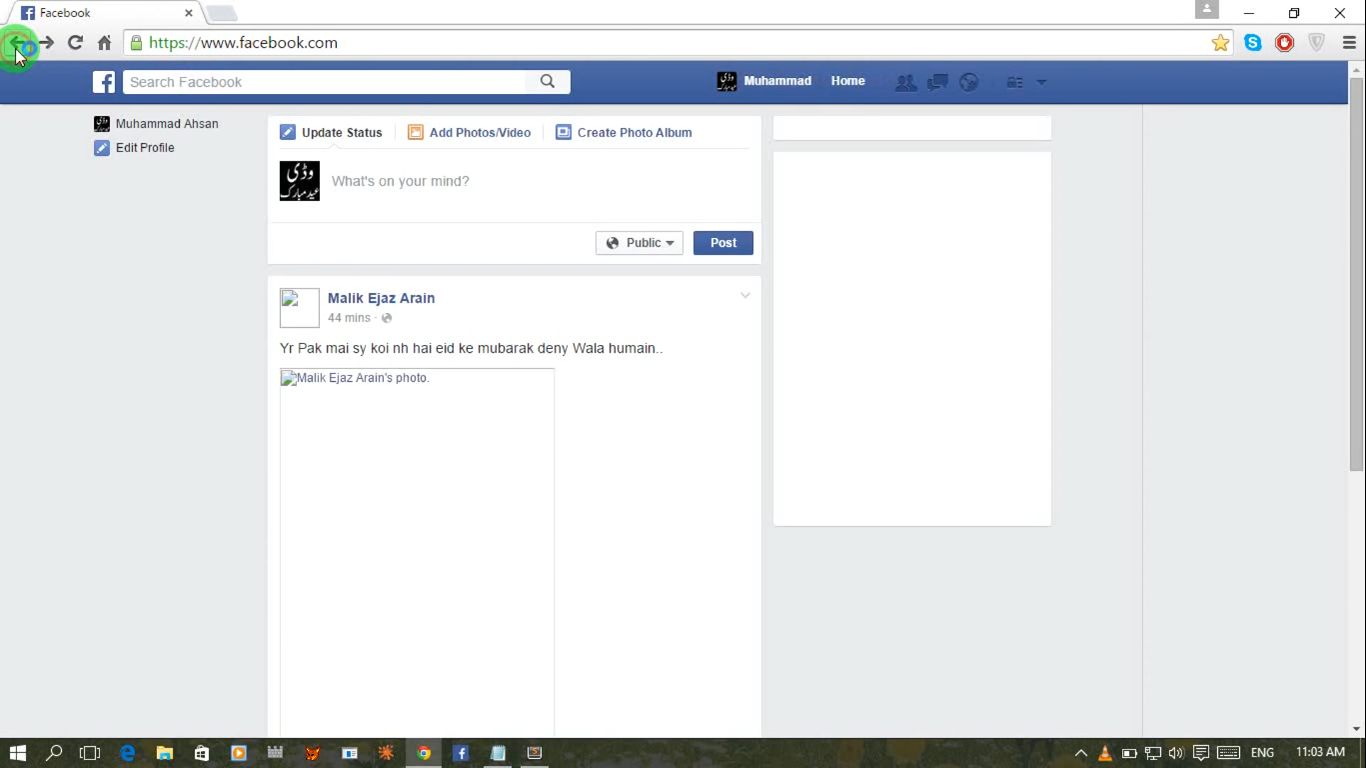 Facebook
https://www.facebook.com
Search Facebook
Muhammad
Home
Muhammad Ahsan
Edit Profile
Update Status
Add Photos/Video
Create Photo Album
وڈی
عید مبارک
What's on your mind?
Public
Post
Malik Ejaz Arain
44 mins ·
Yr Pak mai sy koi nh hai eid ke mubarak deny Wala humain..
Malik Ejaz Arain's photo.
ENG
11:03 AM